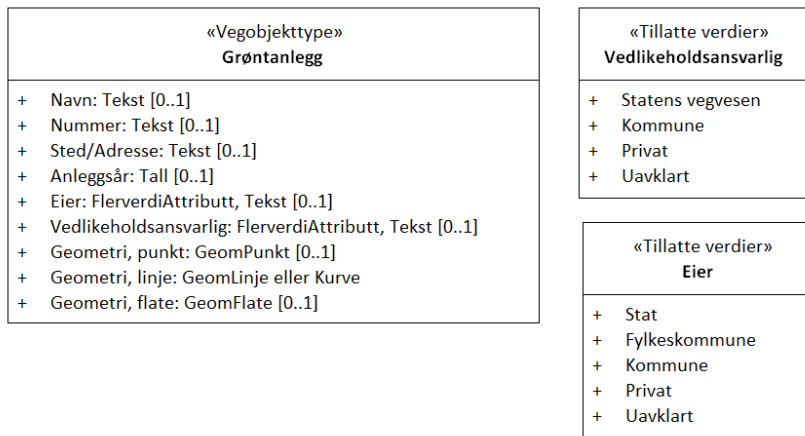 «Vegobjekttype»
Grøntanlegg
+ Navn: Tekst [0..1]
+ Nummer: Tekst [0..1]
+ Sted/Adresse: Tekst [0..1]
+ Anleggsår: Tall [0..1]
+ Eier: FlerverdiAttributt, Tekst [0..1]
+ Vedlikeholdsansvarlig: FlerverdiAttributt, Tekst [0..1]
+ Geometri, punkt: GeomPunkt [0..1]
+ Geometri, linje: GeomLinje eller Kurve
+ Geometri, flate: GeomFlate [0..1]
«Tillatte verdier»
Vedlikeholdsansvarlig
+ Statens vegvesen
+ Kommune
+ Privat
+ Uavklart
«Tillatte verdier»
Eier
+ Stat
+ Fylkeskommune
+ Kommune
+ Privat
+ Uavklart